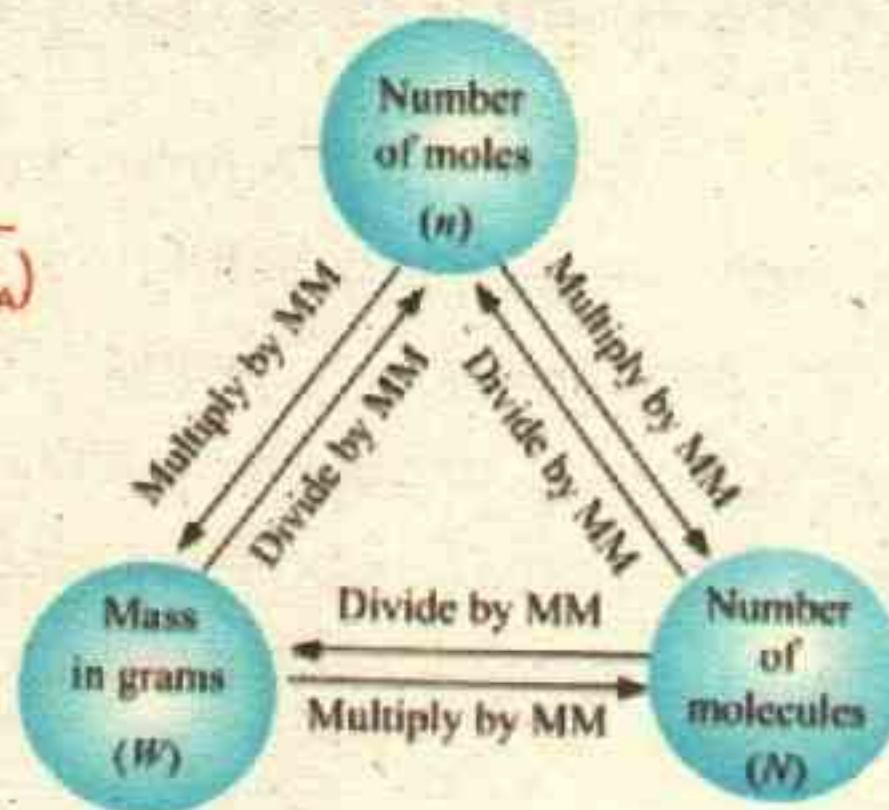 Number
of moles
(n)
a)
Multiply by MM
Divide by MM
Divide by MM
Multiply by MM
Mass
in grams
(W)
Divide by MM
Multiply by MM
Number
of
molecules
(N)